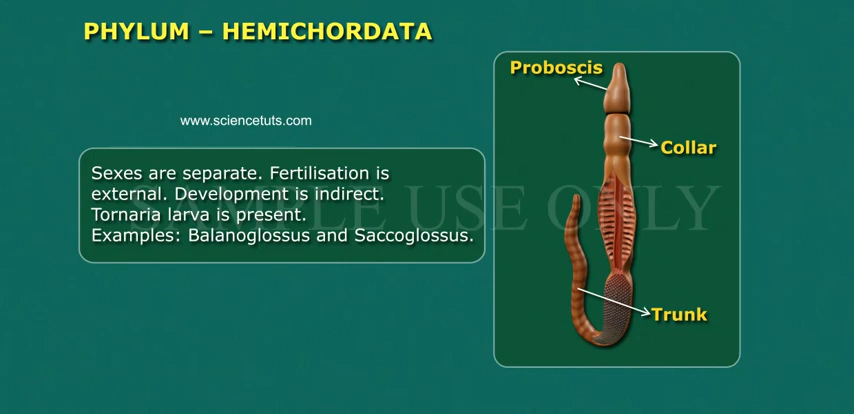 PHYLUM – HEMICHORDATA
www.sciencetuts.com
Sexes are separate. Fertilisation is
external. Development is indirect.
Tornaria larva is present.
Examples: Balanoglossus and Saccoglossus.
SAMPLE USE ONLY
Proboscis
Collar
Trunk